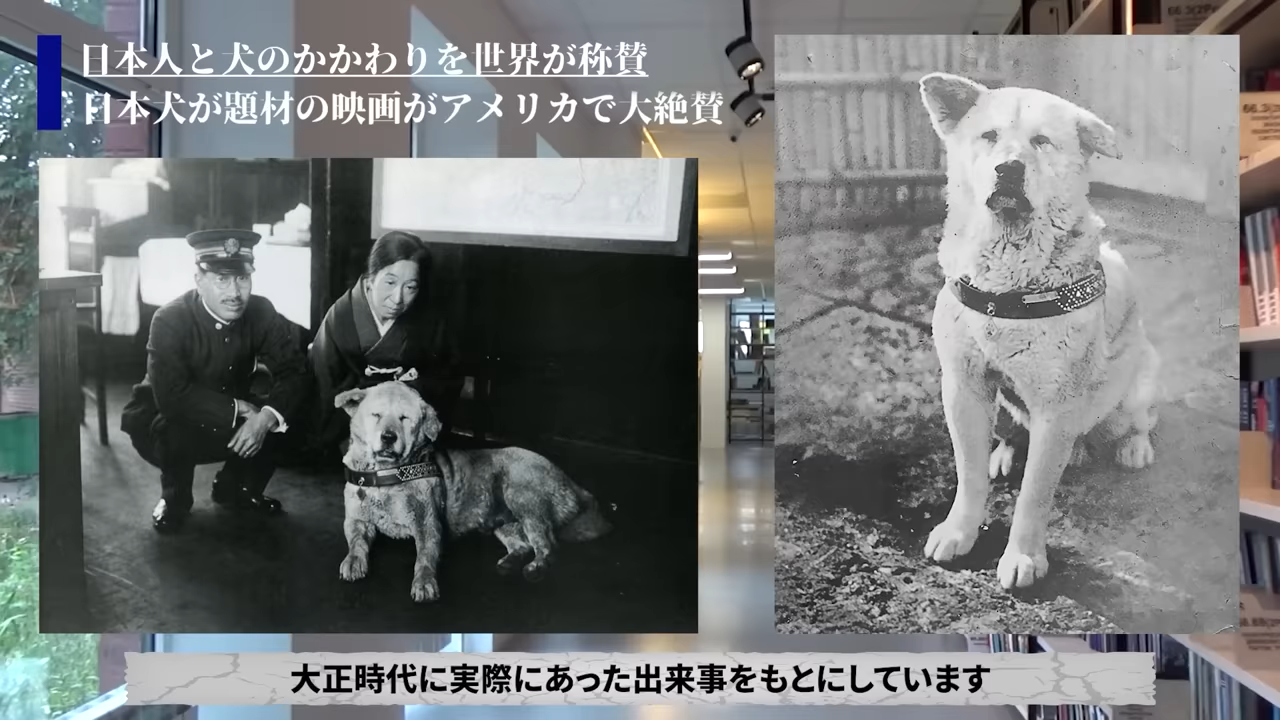 日本人と犬のかかわりを世界が称賛
日本犬が題材の映画がアメリカで大絶賛
大正時代に実際にあった出来事をもとにしています